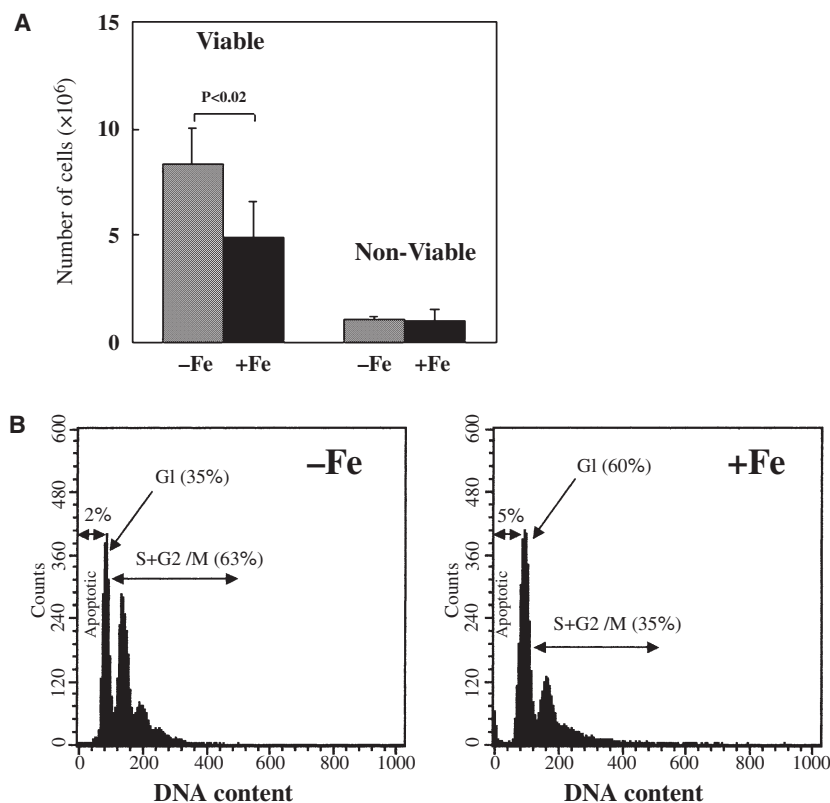 A
15
10
5
0
Number of cells (×10⁶)
Viable
P<0.02
Non-Viable
–Fe +Fe –Fe +Fe
B
600
480
360
240
120
0
Counts
–Fe
Gl (35%)
2%
S+G2 /M (63%)
Apoptotic
0 200 400 600 800 1000
DNA content
600
480
360
240
120
0
Counts
+Fe
Gl (60%)
5%
S+G2 /M (35%)
Apoptotic
0 200 400 600 800 1000
DNA content